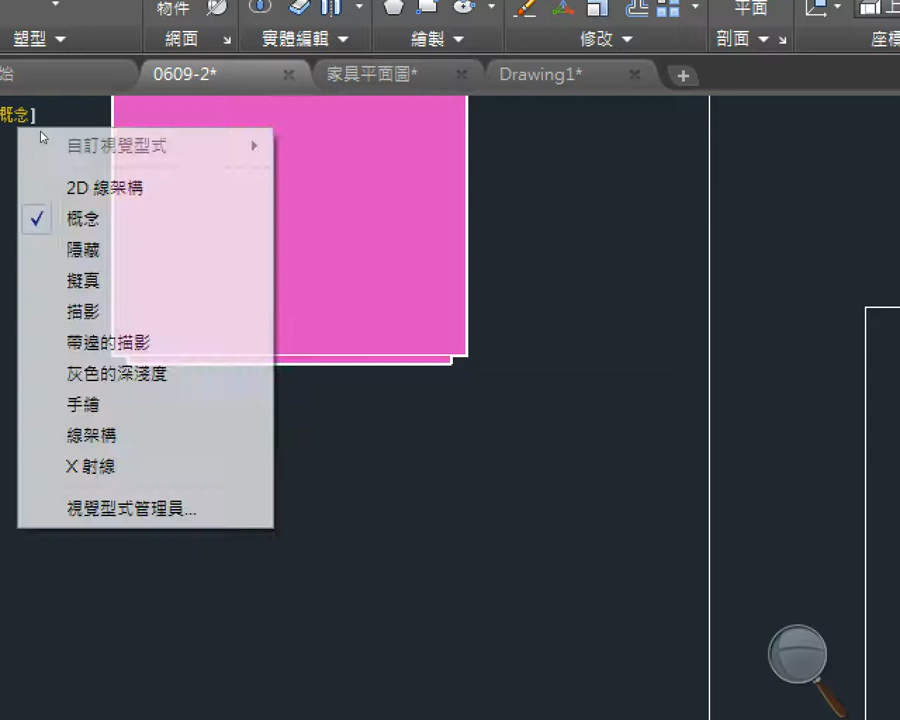 物件
平面
塑型
網面
實體編輯
繪製
修改
剖面
座標
始
0609-2*
家具平面圖*
Drawing1*
概念]
自訂視覺型式
2D 線架構
概念
隱藏
擬真
描影
帶邊的描影
灰色的深淺度
手繪
線架構
X 射線
視覺型式管理員...